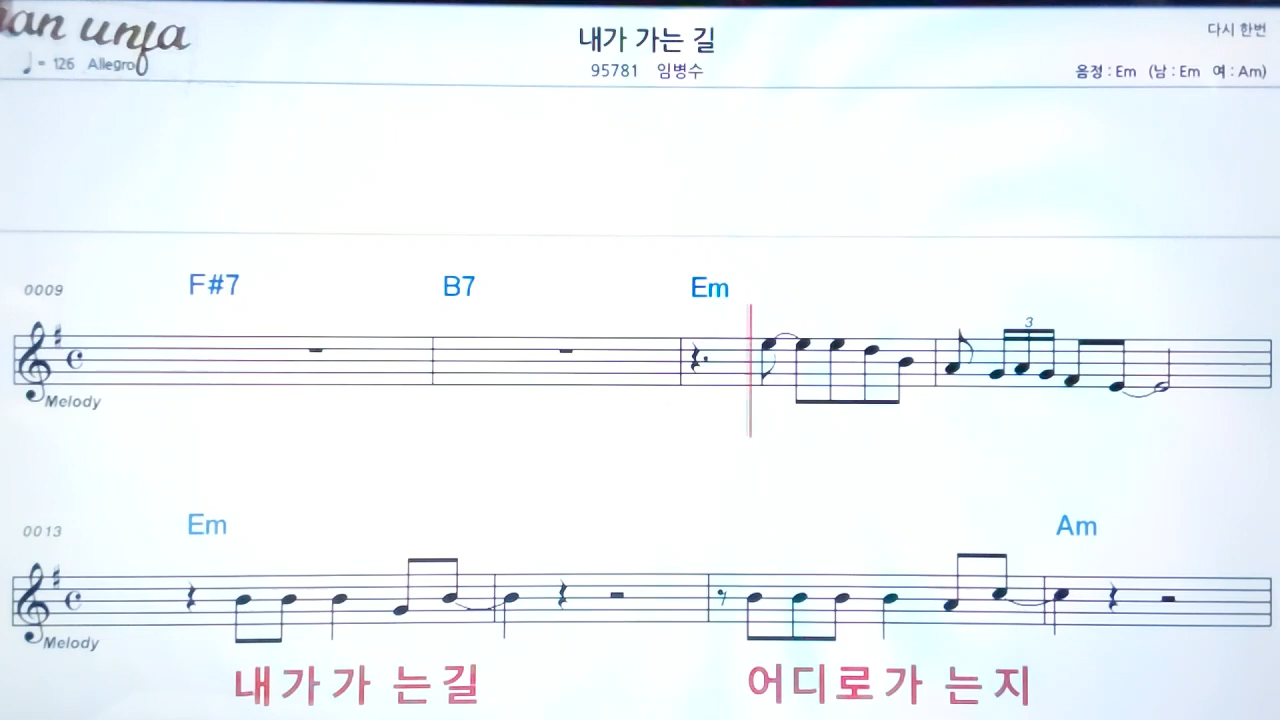 ♩ = 126 Allegro
내가 가는 길
95781 임병수
다시 한번
음정 : Em (남 : Em 여 : Am)
0009
F#7 B7 Em
3
Melody
0013
Em Am
Melody
내가가 는길 어디로가 는지